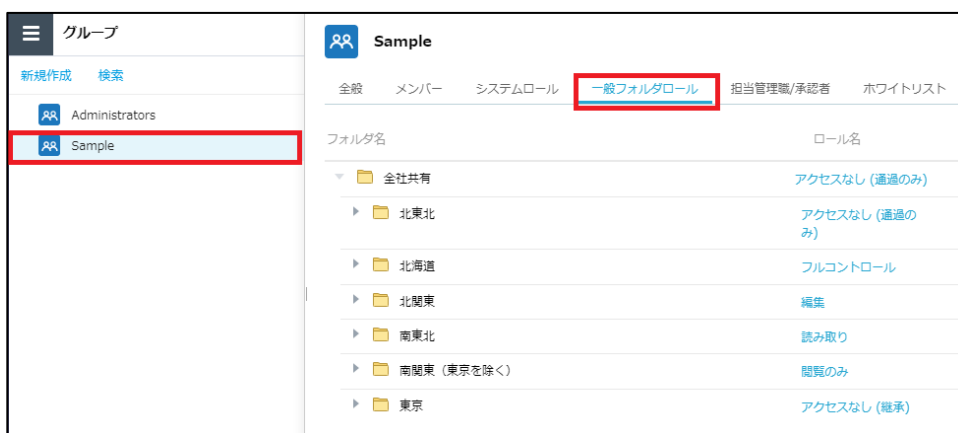 グループ
新規作成 検索
Administrators
Sample
Sample
全般 メンバー システムロール 一般フォルダロール 担当管理職/承認者 ホワイトリスト
フォルダ名 ロール名
全社共有 アクセスなし (通過のみ)
北東北 アクセスなし (通過の
み)
北海道 フルコントロール
北関東 編集
南東北 読み取り
南関東（東京を除く） 閲覧のみ
東京 アクセスなし (継承)